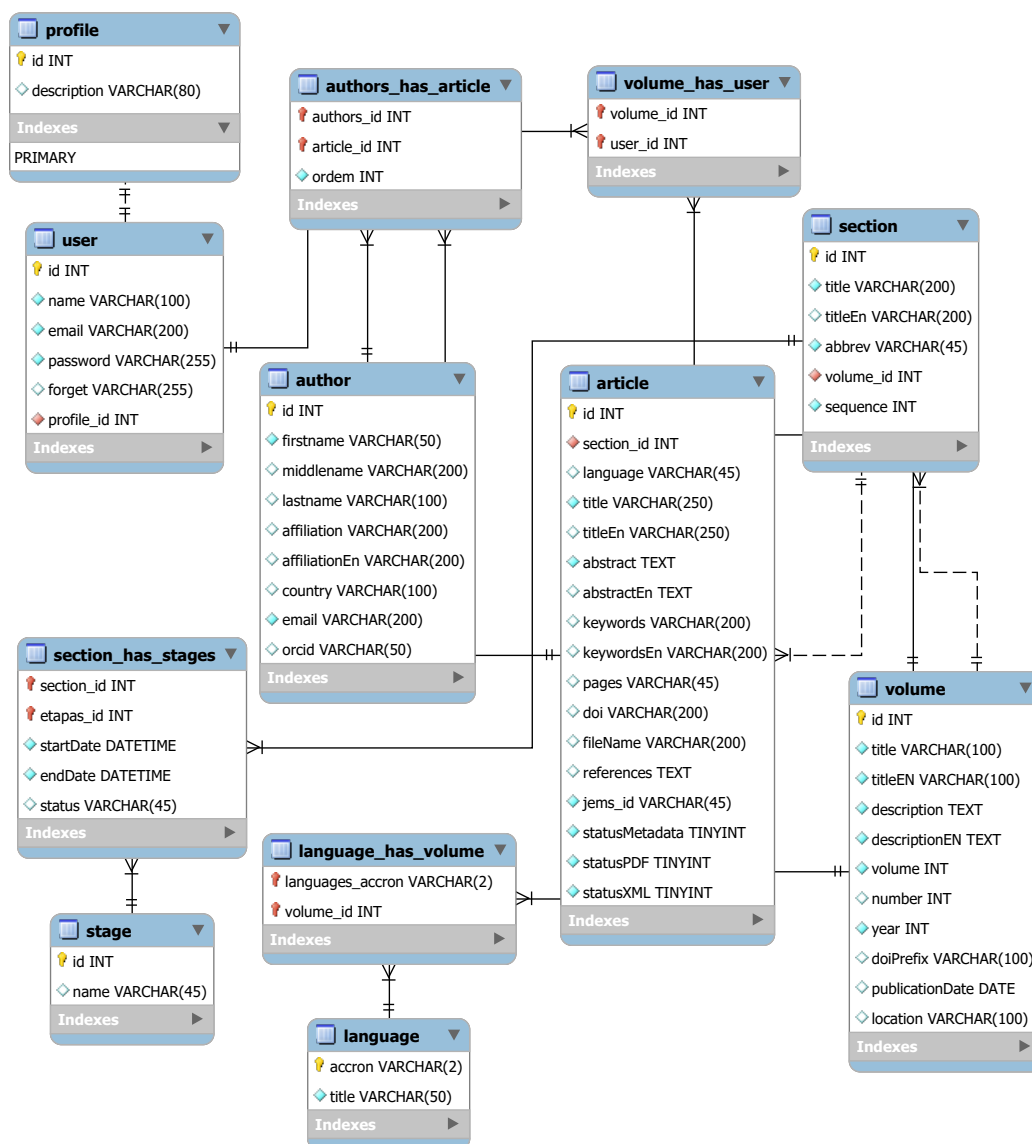 profile
id INT
description VARCHAR(80)
Indexes
PRIMARY
user
id INT
name VARCHAR(100)
email VARCHAR(200)
password VARCHAR(255)
forget VARCHAR(255)
profile_id INT
Indexes
authors_has_article
authors_id INT
article_id INT
ordem INT
Indexes
volume_has_user
volume_id INT
user_id INT
Indexes
section
id INT
title VARCHAR(200)
titleEn VARCHAR(200)
abbrev VARCHAR(45)
volume_id INT
sequence INT
Indexes
author
id INT
firstname VARCHAR(50)
middlename VARCHAR(200)
lastname VARCHAR(100)
affiliation VARCHAR(200)
affiliationEn VARCHAR(200)
country VARCHAR(100)
email VARCHAR(200)
orcid VARCHAR(50)
Indexes
article
id INT
section_id INT
language VARCHAR(45)
title VARCHAR(250)
titleEn VARCHAR(250)
abstract TEXT
abstractEn TEXT
keywords VARCHAR(200)
keywordsEn VARCHAR(200)
pages VARCHAR(45)
doi VARCHAR(200)
fileName VARCHAR(200)
references TEXT
jems_id VARCHAR(45)
statusMetadata TINYINT
statusPDF TINYINT
statusXML TINYINT
Indexes
section_has_stages
section_id INT
etapas_id INT
startDate DATETIME
endDate DATETIME
status VARCHAR(45)
Indexes
volume
id INT
title VARCHAR(100)
titleEN VARCHAR(100)
description TEXT
descriptionEN TEXT
volume INT
number INT
year INT
doiPrefix VARCHAR(100)
publicationDate DATE
location VARCHAR(100)
Indexes
language_has_volume
languages_accron VARCHAR(2)
volume_id INT
Indexes
stage
id INT
name VARCHAR(45)
Indexes
language
accron VARCHAR(2)
title VARCHAR(50)
Indexes